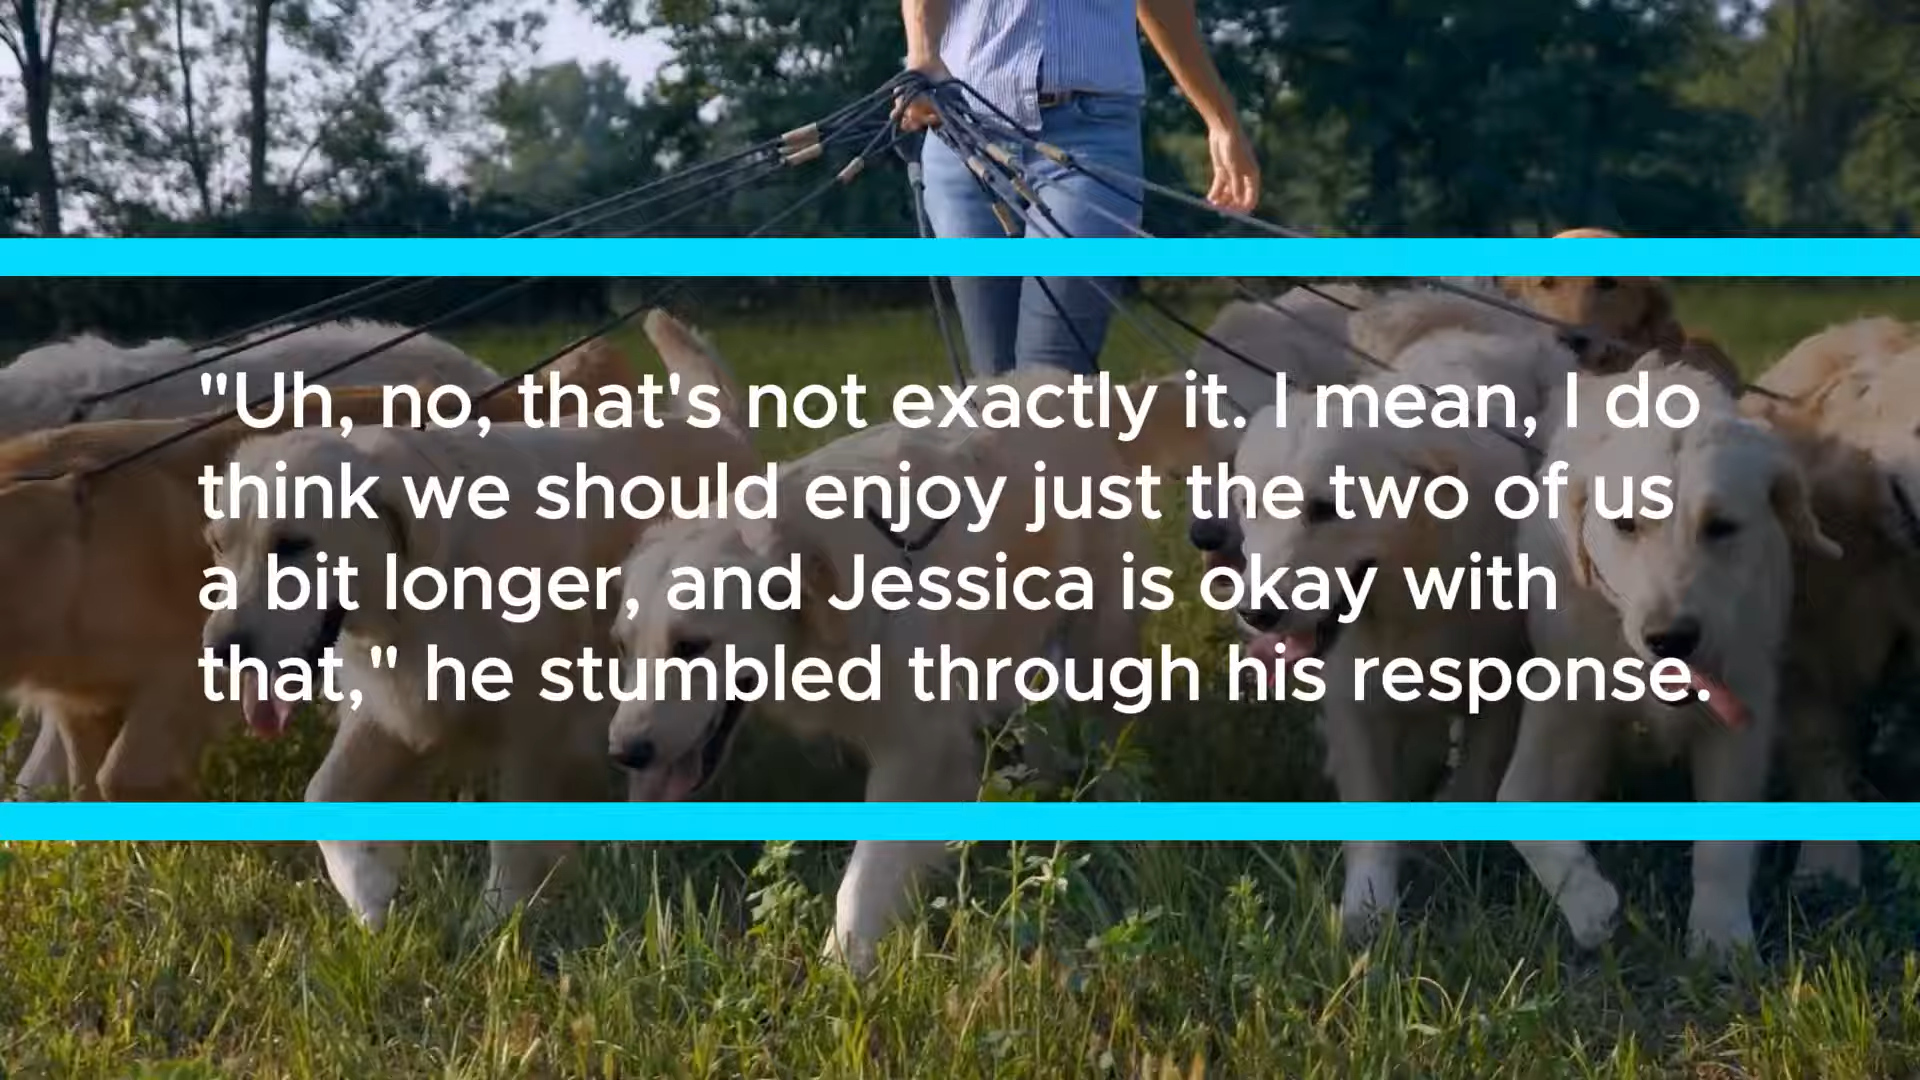 "Uh, no, that's not exactly it. I mean, I do
think we should enjoy just the two of us
a bit longer, and Jessica is okay with
that," he stumbled through his response.